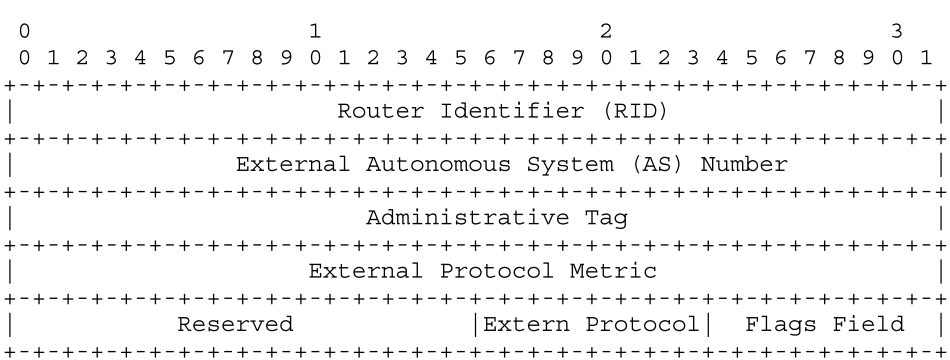 0                   1                   2                   3
 0 1 2 3 4 5 6 7 8 9 0 1 2 3 4 5 6 7 8 9 0 1 2 3 4 5 6 7 8 9 0 1
+-+-+-+-+-+-+-+-+-+-+-+-+-+-+-+-+-+-+-+-+-+-+-+-+-+-+-+-+-+-+-+-+
|                      Router Identifier (RID)                  |
+-+-+-+-+-+-+-+-+-+-+-+-+-+-+-+-+-+-+-+-+-+-+-+-+-+-+-+-+-+-+-+-+
|               External Autonomous System (AS) Number          |
+-+-+-+-+-+-+-+-+-+-+-+-+-+-+-+-+-+-+-+-+-+-+-+-+-+-+-+-+-+-+-+-+
|                        Administrative Tag                     |
+-+-+-+-+-+-+-+-+-+-+-+-+-+-+-+-+-+-+-+-+-+-+-+-+-+-+-+-+-+-+-+-+
|                    External Protocol Metric                   |
+-+-+-+-+-+-+-+-+-+-+-+-+-+-+-+-+-+-+-+-+-+-+-+-+-+-+-+-+-+-+-+-+
|           Reserved            |Extern Protocol|  Flags Field  |
+-+-+-+-+-+-+-+-+-+-+-+-+-+-+-+-+-+-+-+-+-+-+-+-+-+-+-+-+-+-+-+-+